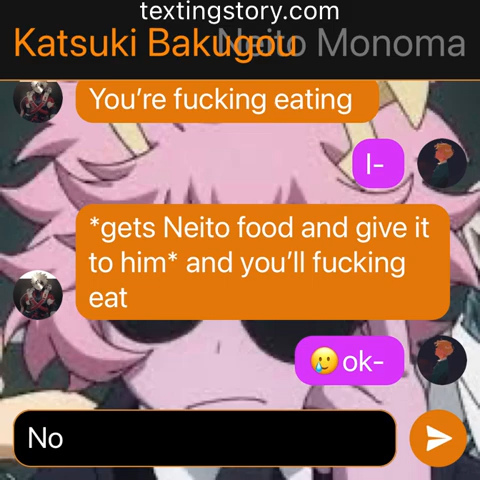 textingstory.com
Katsuki Bakugou Neito Monoma
You’re fucking eating
I-
*gets Neito food and give it
to him* and you’ll fucking
eat
🥲ok-
No